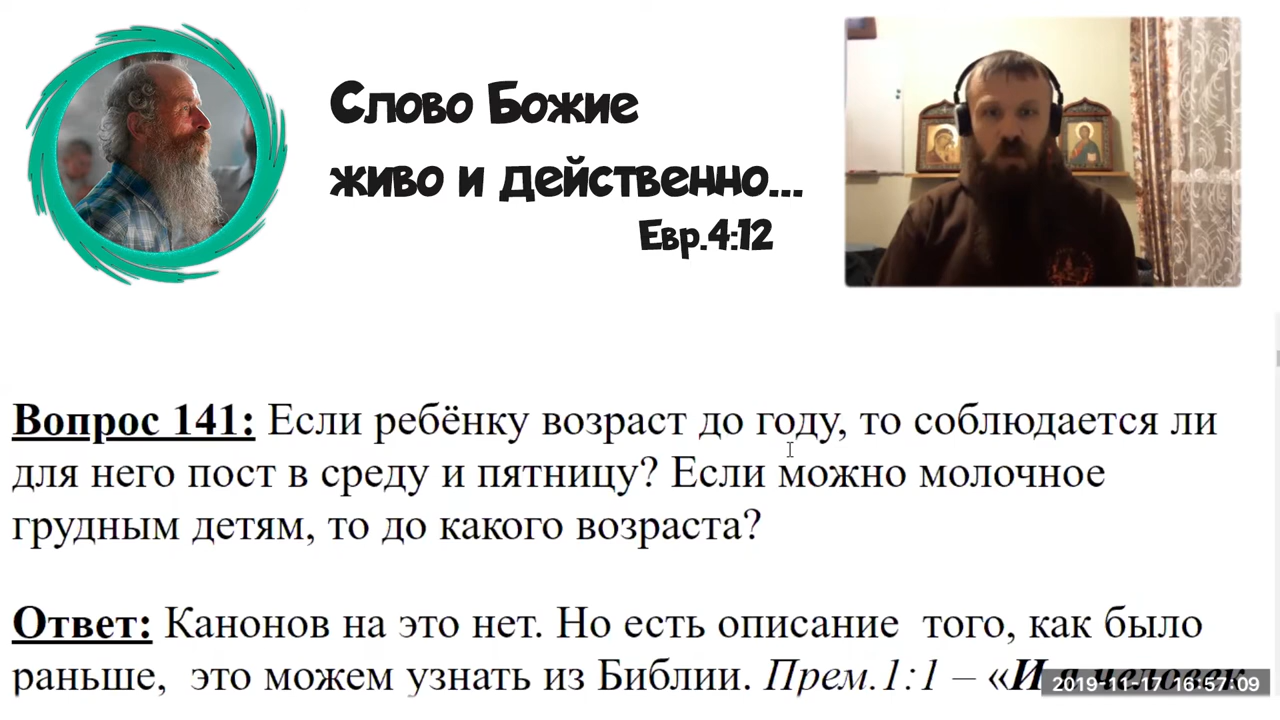 Слово Божие
живо и действенно...
Евр.4:12
Вопрос 141: Если ребёнку возраст до году, то соблюдается ли
для него пост в среду и пятницу? Если можно молочное
грудным детям, то до какого возраста?
Ответ: Канонов на это нет. Но есть описание того, как было
раньше, это можем узнать из Библии. Прем.1:1 – «И я человек
2019-11-17 16:57:09